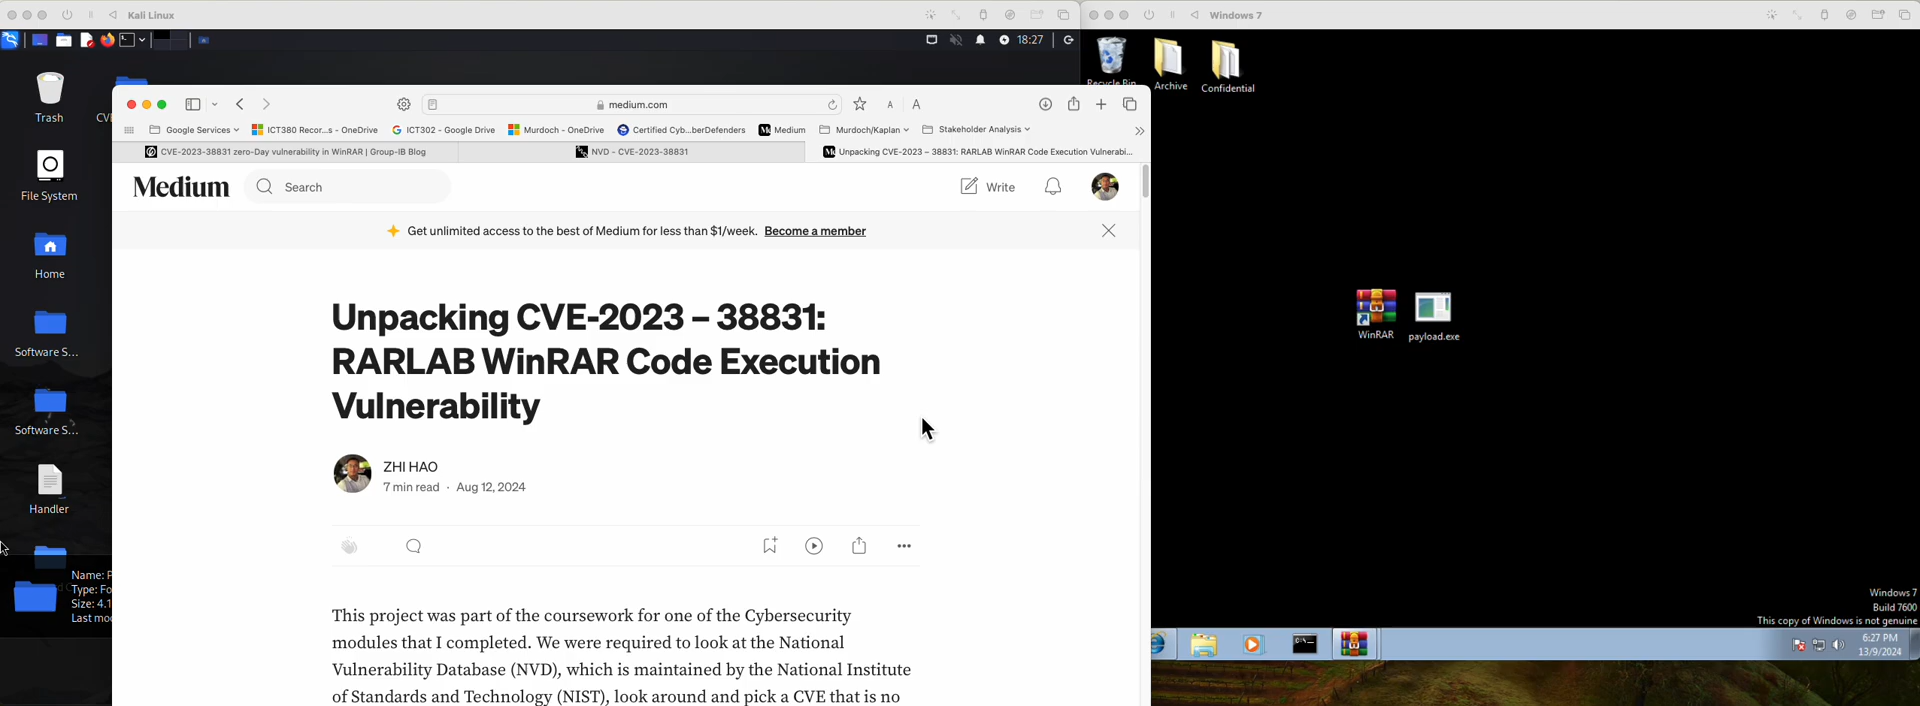 Kali Linux
Windows 7
18:27
Trash
CV
File System
Home
Software S...
Software S...
Handler
Name: P
Type: Fo
Size: 4.1
Last mo
medium.com
A A
Google Services
ICT380 Recor...s - OneDrive
ICT302 - Google Drive
Murdoch - OneDrive
Certified Cyb...berDefenders
Medium
Murdoch/Kaplan
Stakeholder Analysis
CVE-2023-38831 zero-Day vulnerability in WinRAR | Group-IB Blog
NVD - CVE-2023-38831
Unpacking CVE-2023 – 38831: RARLAB WinRAR Code Execution Vulnerabi...
Medium
Search
Write
Get unlimited access to the best of Medium for less than $1/week. Become a member
Unpacking CVE-2023 – 38831:
RARLAB WinRAR Code Execution
Vulnerability
ZHI HAO
7 min read · Aug 12, 2024
This project was part of the coursework for one of the Cybersecurity
modules that I completed. We were required to look at the National
Vulnerability Database (NVD), which is maintained by the National Institute
of Standards and Technology (NIST), look around and pick a CVE that is no
Recycle Bin
Archive
Confidential
WinRAR
payload.exe
Windows 7
Build 7600
This copy of Windows is not genuine
6:27 PM
13/9/2024